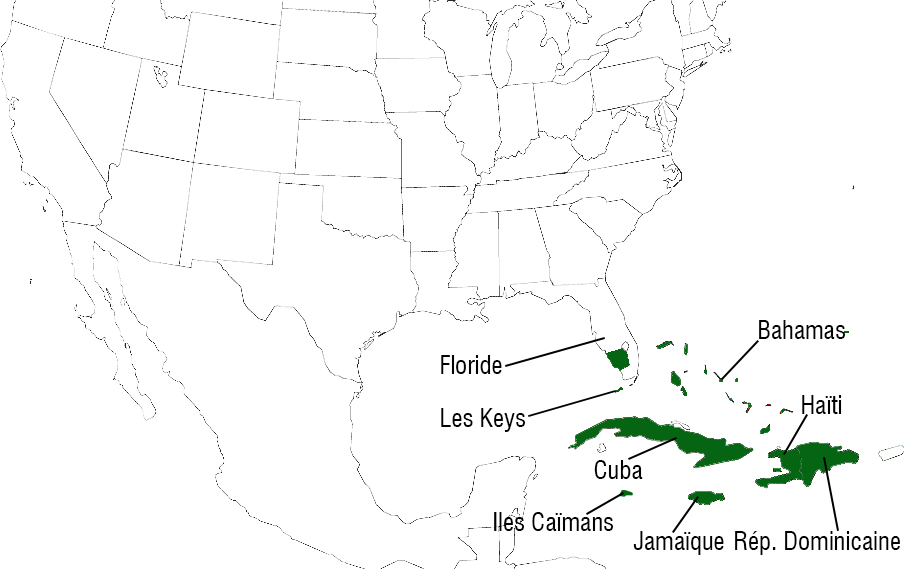 Bahamas
Floride
Haïti
Les Keys
Cuba
Iles Caïmans
Jamaïque Rép. Dominicaine